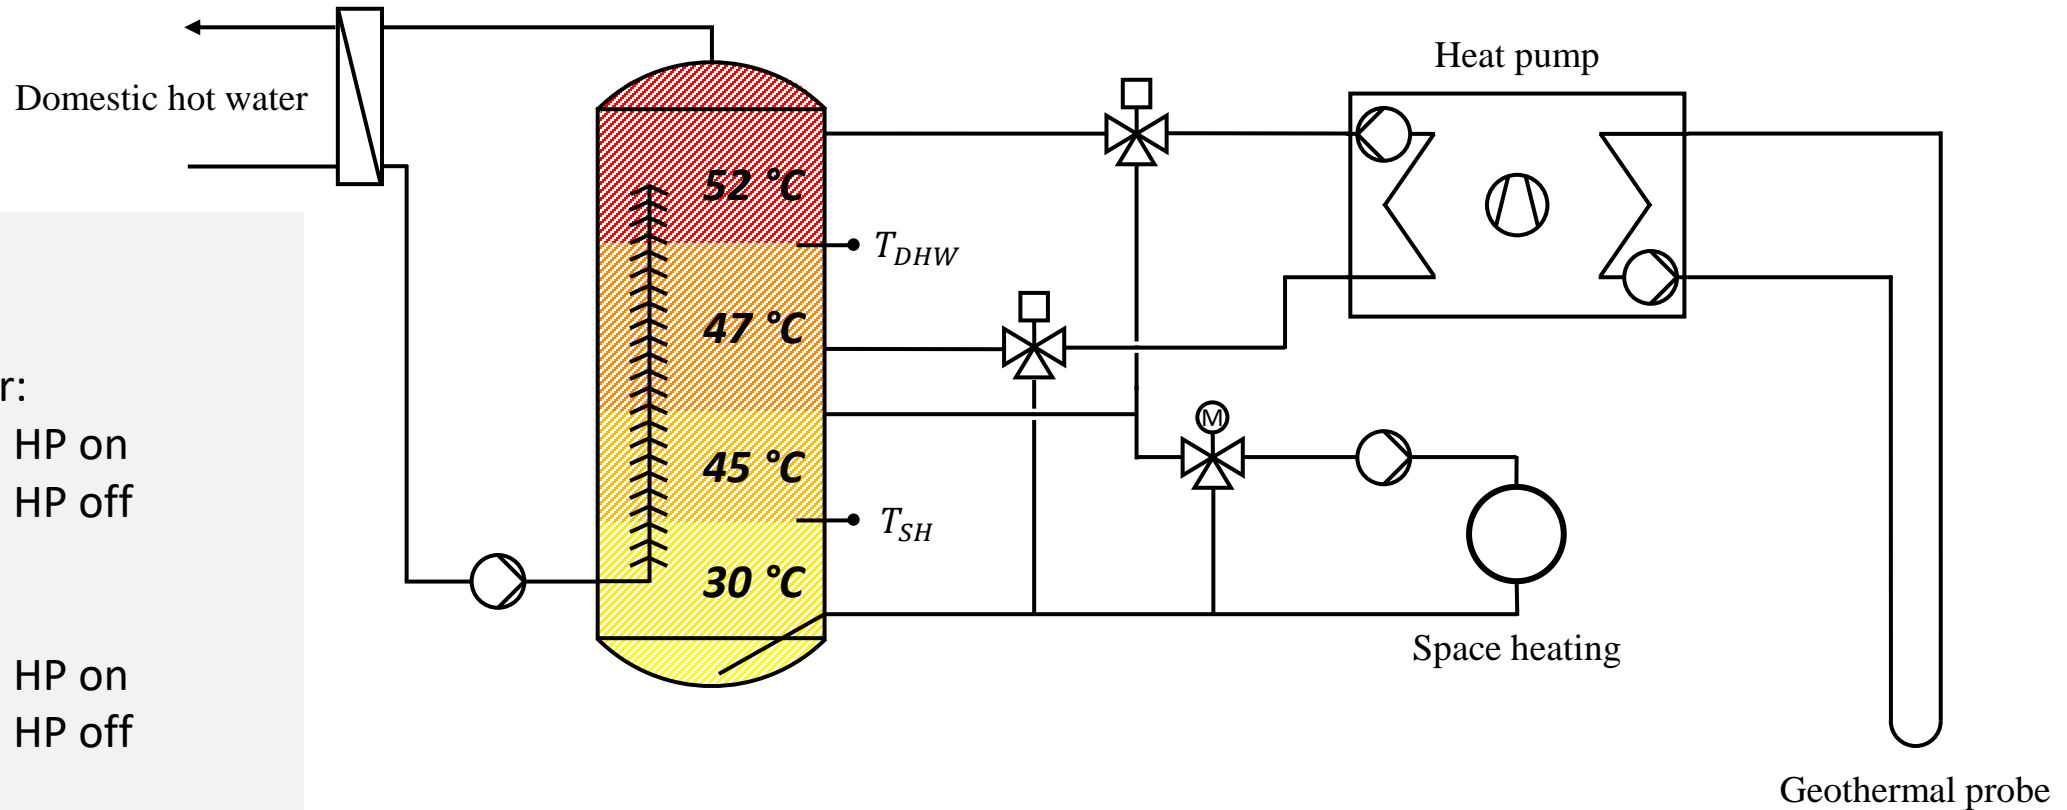 Heat pump
Domestic hot water
52 °C
T_DHW
47 °C
r:
HP on
M
HP off
45 °C
T_SH
30 °C
Space heating
HP on
HP off
Geothermal probe